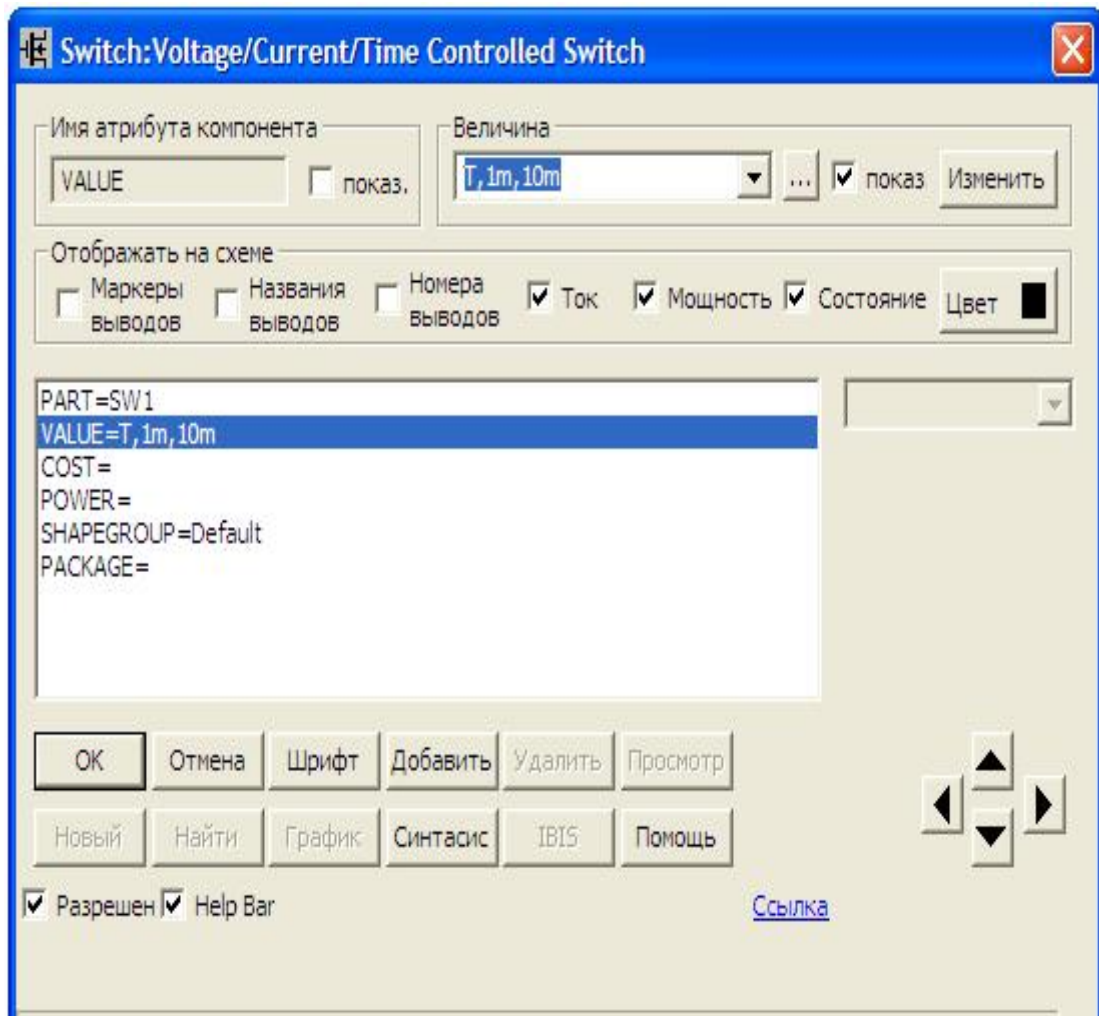 Switch:Voltage/Current/Time Controlled Switch
Имя атрибута компонента
Величина
VALUE показ. T,1m,10m ... показ Изменить
Отображать на схеме
Маркеры выводов Названия выводов Номера выводов Ток Мощность Состояние Цвет
PART=SW1
VALUE=T,1m,10m
COST=
POWER=
SHAPEGROUP=Default
PACKAGE=
OK Отмена Шрифт Добавить Удалить Просмотр
Новый Найти График Синтасис IBIS Помощь
Разрешен Help Bar Ссылка